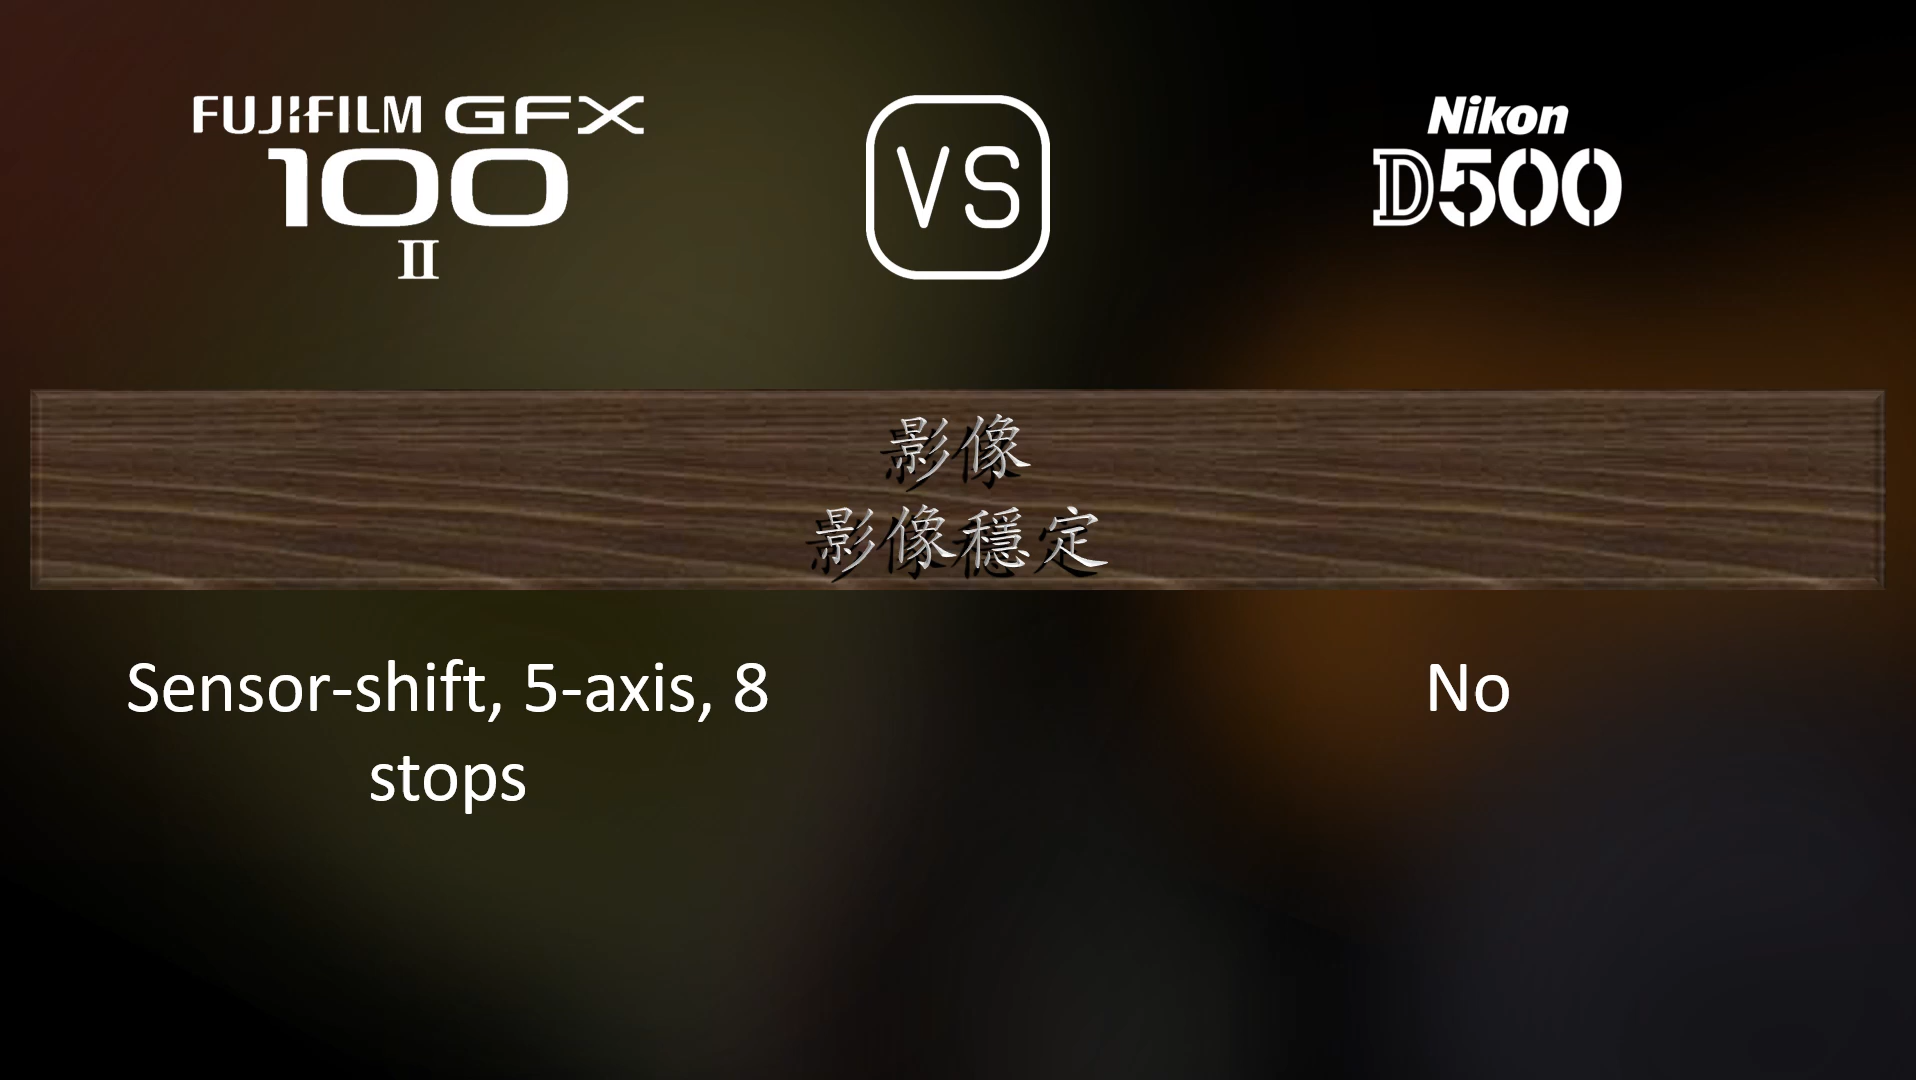 FUJIFILM GFX
100
II
VS
Nikon
D500
影像
影像穩定
Sensor-shift, 5-axis, 8
stops
No